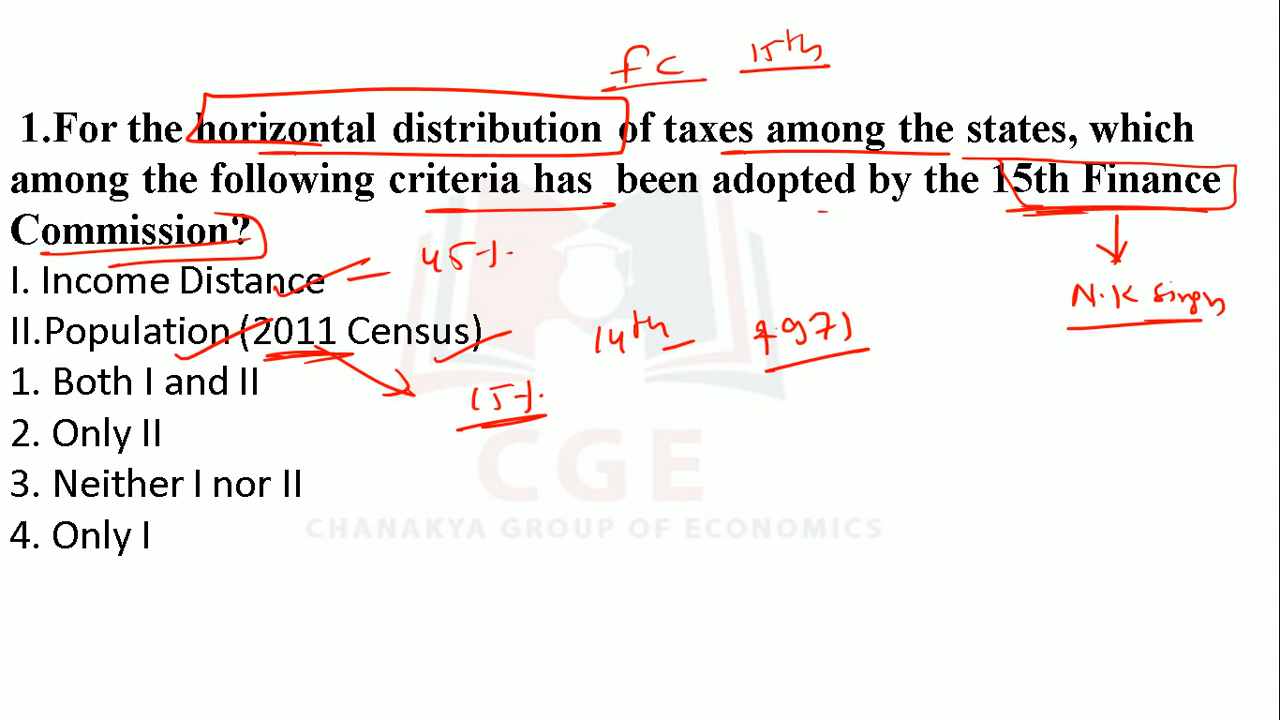 fc 15th
1.For the horizontal distribution of taxes among the states, which
among the following criteria has been adopted by the 15th Finance
Commission?
I. Income Distance 45%
N.K Singh
II.Population (2011 Census) 14th 1971
1. Both I and II
15%
2. Only II
CGE
3. Neither I nor II
CHANAKYA GROUP OF ECONOMICS
4. Only I